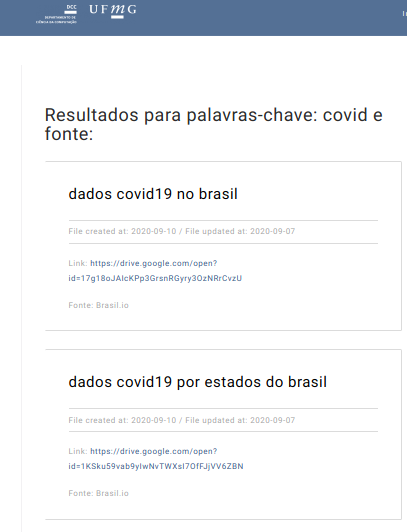 DCC
DEPARTAMENTO DE
CIÊNCIA DA COMPUTAÇÃO
UFMG
Resultados para palavras-chave: covid e
fonte:
dados covid19 no brasil
File created at: 2020-09-10 / File updated at: 2020-09-07
Link: https://drive.google.com/open?
id=17g18oJAIcKPp3GrsnRGyry3OzNRrCvzU
Fonte: Brasil.io
dados covid19 por estados do brasil
File created at: 2020-09-10 / File updated at: 2020-09-07
Link: https://drive.google.com/open?
id=1KSku59vab9yIwNvTWXsI7OfFJjVV6ZBN
Fonte: Brasil.io